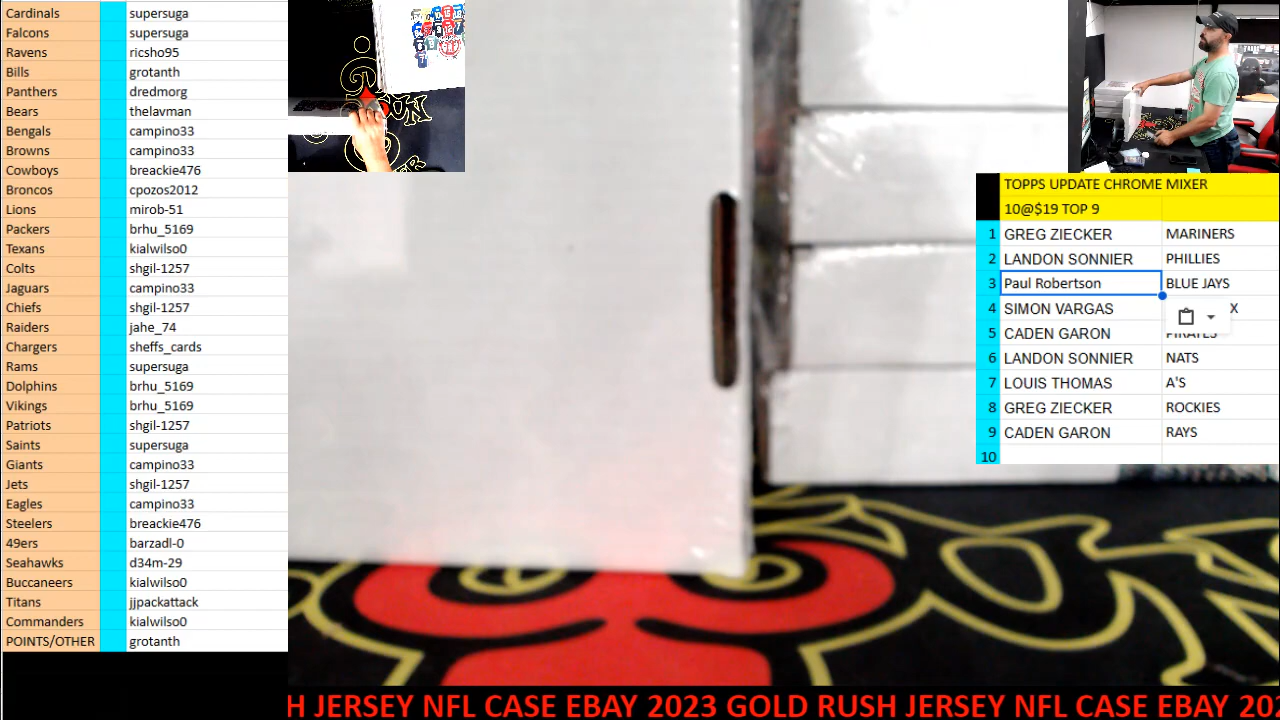 Cardinals supersuga
Falcons supersuga
Ravens ricsho95
Bills grotanth
Panthers dredmorg
Bears thelavman
Bengals campino33
Browns campino33
Cowboys breackie476
Broncos cpozos2012
Lions mirob-51
Packers brhu_5169
Texans kialwilso0
Colts shgil-1257
Jaguars campino33
Chiefs shgil-1257
Raiders jahe_74
Chargers sheffs_cards
Rams supersuga
Dolphins brhu_5169
Vikings brhu_5169
Patriots shgil-1257
Saints supersuga
Giants campino33
Jets shgil-1257
Eagles campino33
Steelers breackie476
49ers barzadl-0
Seahawks d34m-29
Buccaneers kialwilso0
Titans jjpackattack
Commanders kialwilso0
POINTS/OTHER grotanth
TOPPS UPDATE CHROME MIXER
10@$19 TOP 9
1 GREG ZIECKER MARINERS
2 LANDON SONNIER PHILLIES
3 Paul Robertson BLUE JAYS
4 SIMON VARGAS X
5 CADEN GARON PIRATES
6 LANDON SONNIER NATS
7 LOUIS THOMAS A'S
8 GREG ZIECKER ROCKIES
9 CADEN GARON RAYS
10
H JERSEY NFL CASE EBAY 2023 GOLD RUSH JERSEY NFL CASE EBAY 202